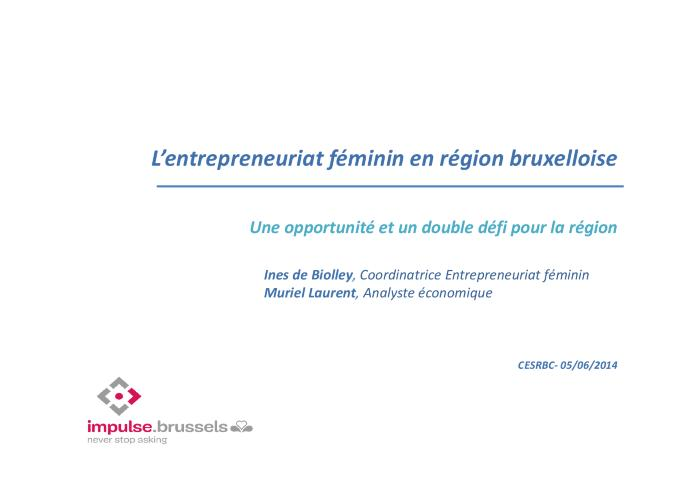 L'entrepreneuriat féminin en région bruxelloise
Une opportunité et un double défi pour la région
Ines de Biolley, Coordinatrice Entrepreneuriat féminin
Muriel Laurent, Analyste économique
CESRBC- 05/06/2014
impulse.brussels
never stop asking